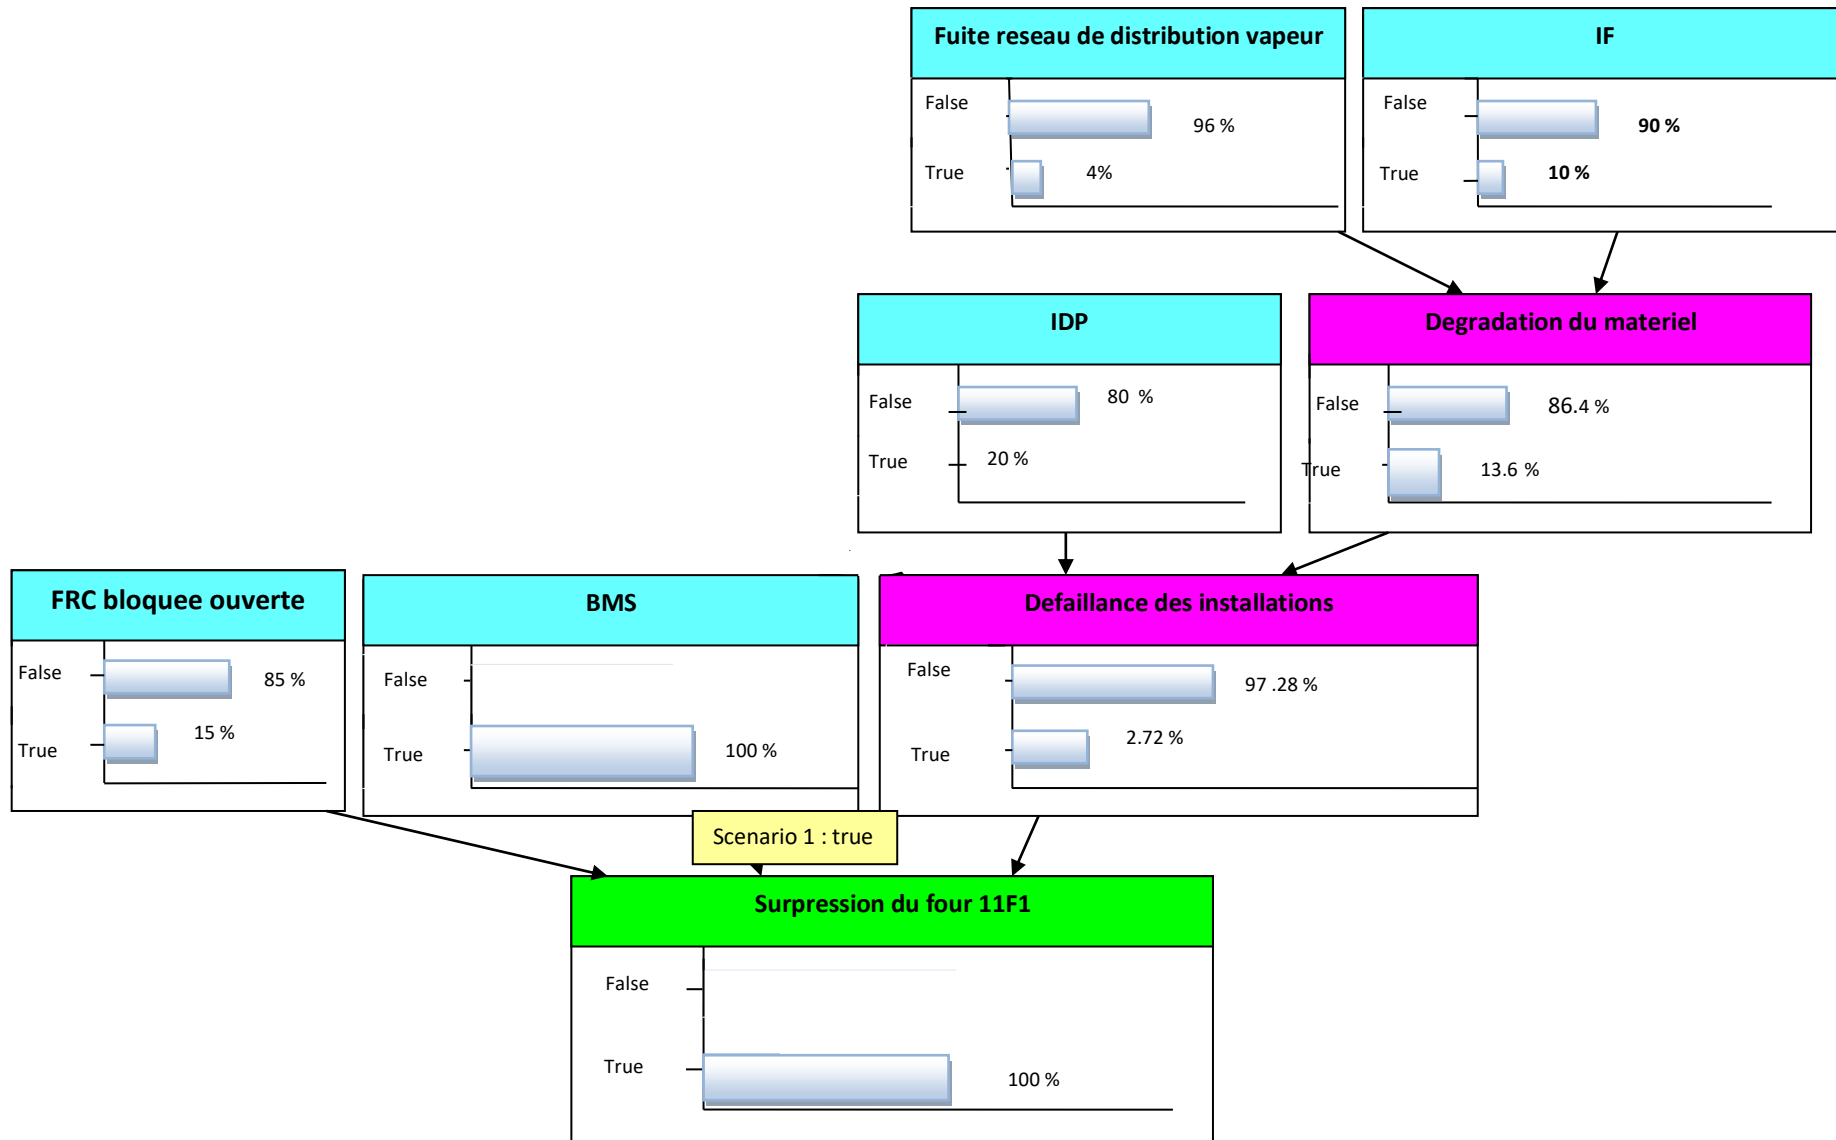 Fuite reseau de distribution vapeur
False
96 %
True
4%
IF
False
90 %
True
10 %
IDP
False
80 %
True
20 %
Dегradation du materiel
False
86.4 %
True
13.6 %
FRC bloquee ouverte
False
85 %
True
15 %
BMS
False
True
100 %
Defaillance des installations
False
97 .28 %
True
2.72 %
Scenario 1 : true
Surpression du four 11F1
False
True
100 %